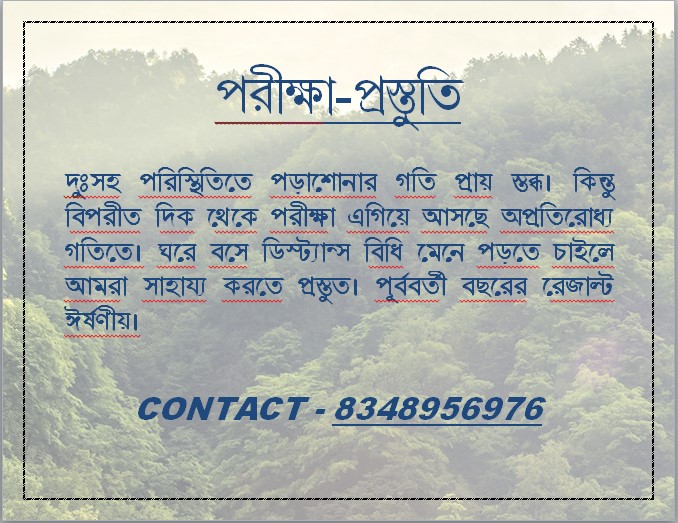 পরীক্ষা-প্রস্তুতি
দুঃসহ পরিস্থিতিতে পড়াশোনার গতি প্রায় স্তব্ধ। কিন্তু
বিপরীত দিক থেকে পরীক্ষা এগিয়ে আসছে অপ্রতিরোধ্য
গতিতে। ঘরে বসে ডিস্ট্যান্স বিধি মেনে পড়তে চাইলে
আমরা সাহায্য করতে প্রস্তুত। পূর্ববর্তী বছরের রেজাল্ট
ঈর্ষণীয়।
CONTACT - 8348956976